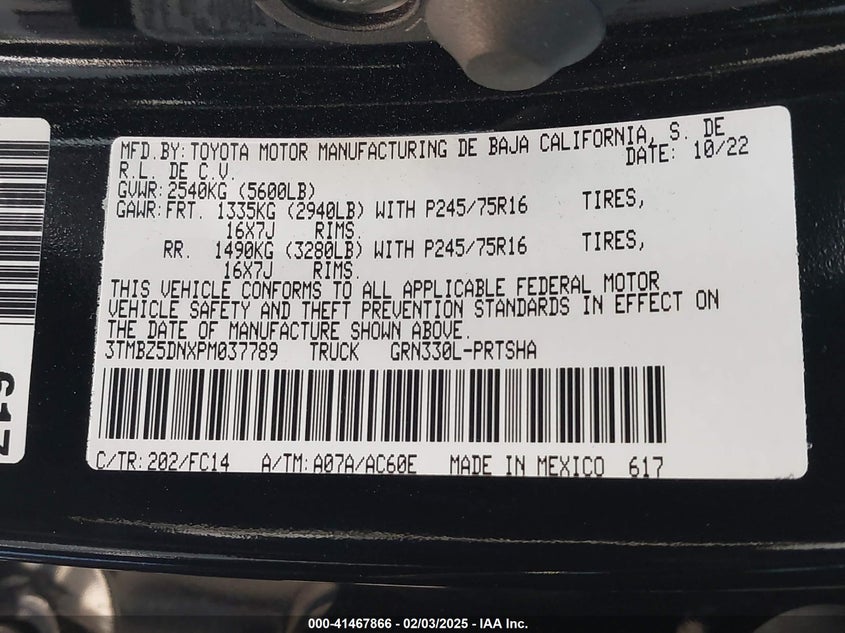 MFD.BY: TOYOTA MOTOR MANUFACTURING DE BAJA CALIFORNIA, S. DE
R.L. DE C.V. DATE: 10/22
GVWR: 2540KG (5600LB)
GAWR: FRT. 1335KG (2940LB) WITH P245/75R16 TIRES,
16X7J RIMS.
RR. 1490KG (3280LB) WITH P245/75R16 TIRES,
16X7J RIMS.
THIS VEHICLE CONFORMS TO ALL APPLICABLE FEDERAL MOTOR
VEHICLE SAFETY AND THEFT PREVENTION STANDARDS IN EFFECT ON
THE DATE OF MANUFACTURE SHOWN ABOVE.
3TMBZ5DNXPM037789 TRUCK GRN330L-PRTSHA
C/TR: 202/FC14 A/TM: A07A/AC60E MADE IN MEXICO 617
617
000-41467866 - 02/03/2025 - IAA Inc.